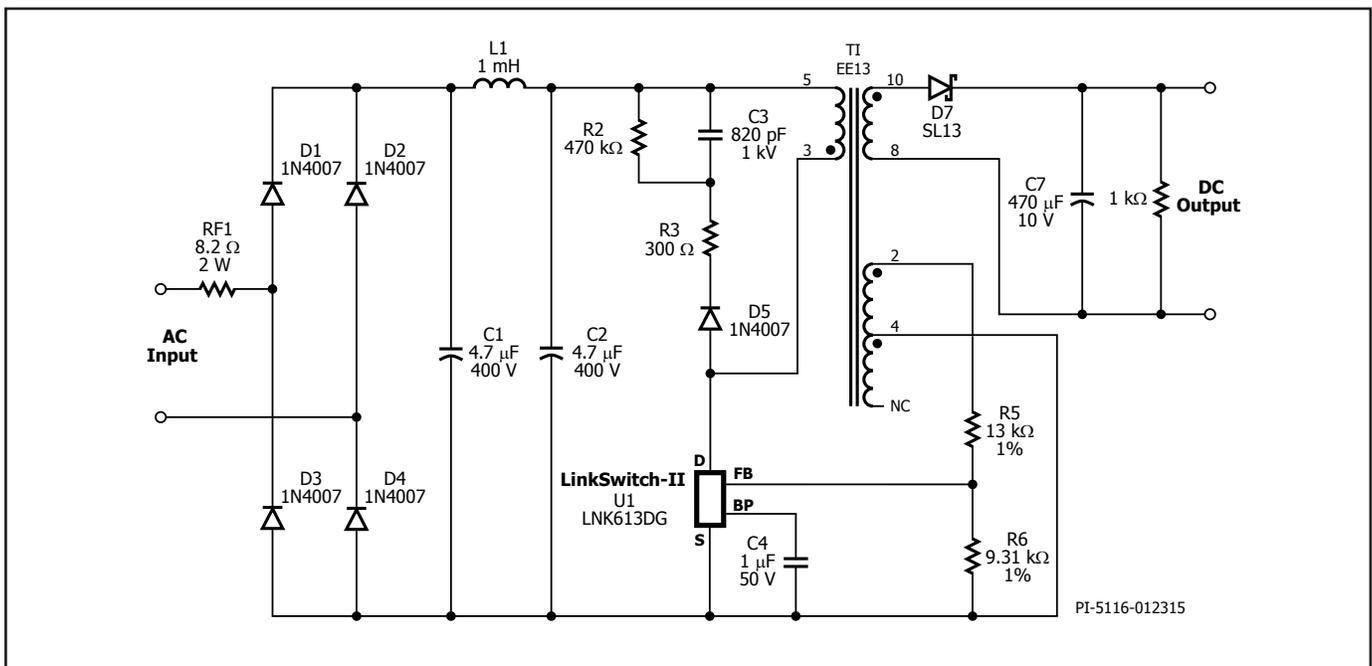 L1
1 mH
TI
EE13
5
10
D7
SL13
3
8
R2
470 kΩ
C3
820 pF
1 kV
D1
1N4007
D2
1N4007
R3
300 Ω
C7
470 µF
10 V
1 kΩ
DC
Output
RF1
8.2 Ω
2 W
AC
Input
D5
1N4007
2
4
NC
C1
4.7 µF
400 V
C2
4.7 µF
400 V
R5
13 kΩ
1%
D3
1N4007
D4
1N4007
LinkSwitch-II
U1
LNK613DG
D
FB
BP
S
C4
1 µF
50 V
R6
9.31 kΩ
1%
PI-5116-012315